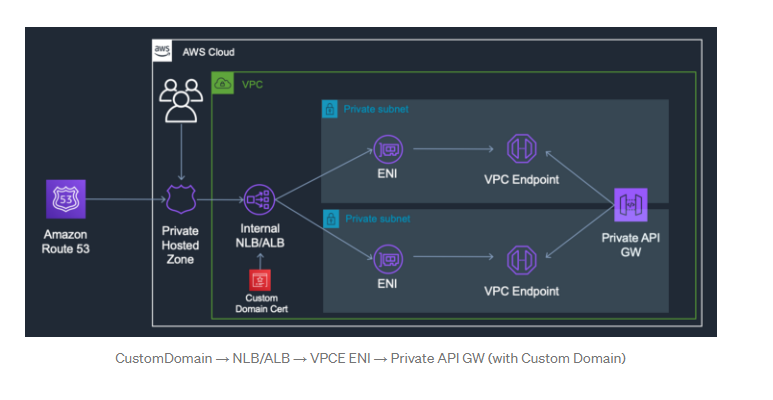 aws
AWS Cloud
VPC
Private subnet
ENI
VPC Endpoint
53
Amazon
Route 53
Private
Hosted
Zone
Internal
NLB/ALB
Custom
Domain Cert
Private subnet
ENI
VPC Endpoint
Private API
GW
CustomDomain → NLB/ALB → VPCE ENI → Private API GW (with Custom Domain)